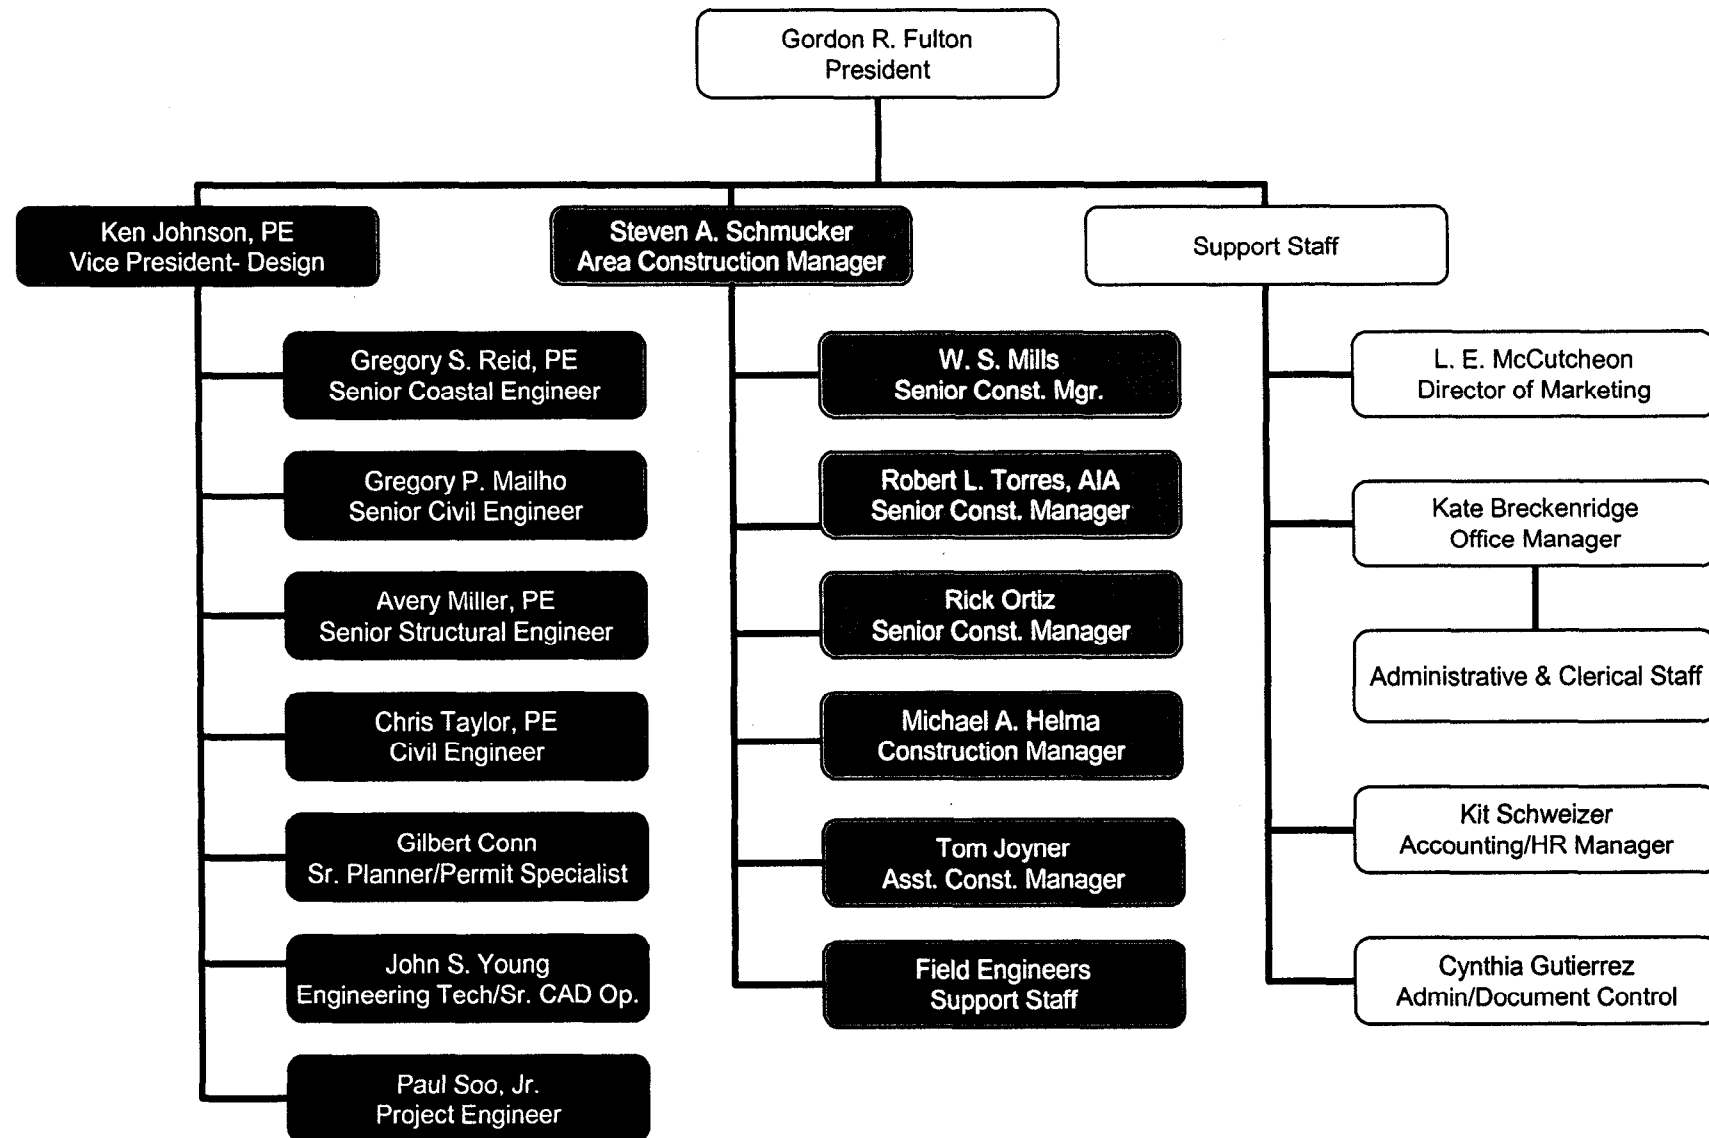 Gordon R. Fulton
President
Ken Johnson, PE
Vice President- Design
Steven A. Schmucker
Area Construction Manager
Support Staff
Gregory S. Reid, PE
Senior Coastal Engineer
Gregory P. Mailho
Senior Civil Engineer
Avery Miller, PE
Senior Structural Engineer
Chris Taylor, PE
Civil Engineer
Gilbert Conn
Sr. Planner/Permit Specialist
John S. Young
Engineering Tech/Sr. CAD Op.
Paul Soo, Jr.
Project Engineer
W. S. Mills
Senior Const. Mgr.
Robert L. Torres, AIA
Senior Const. Manager
Rick Ortiz
Senior Const. Manager
Michael A. Helma
Construction Manager
Tom Joyner
Asst. Const. Manager
Field Engineers
Support Staff
L. E. McCutcheon
Director of Marketing
Kate Breckenridge
Office Manager
Administrative & Clerical Staff
Kit Schweizer
Accounting/HR Manager
Cynthia Gutierrez
Admin/Document Control